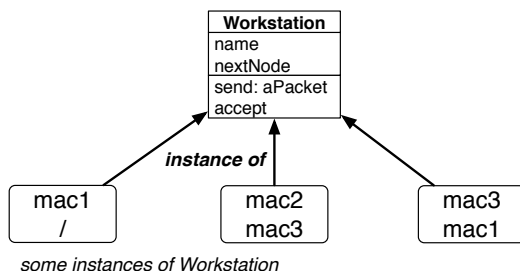 Workstation
name
nextNode
send: aPacket
accept
instance of
mac1
/
mac2
mac3
mac3
mac1
some instances of Workstation